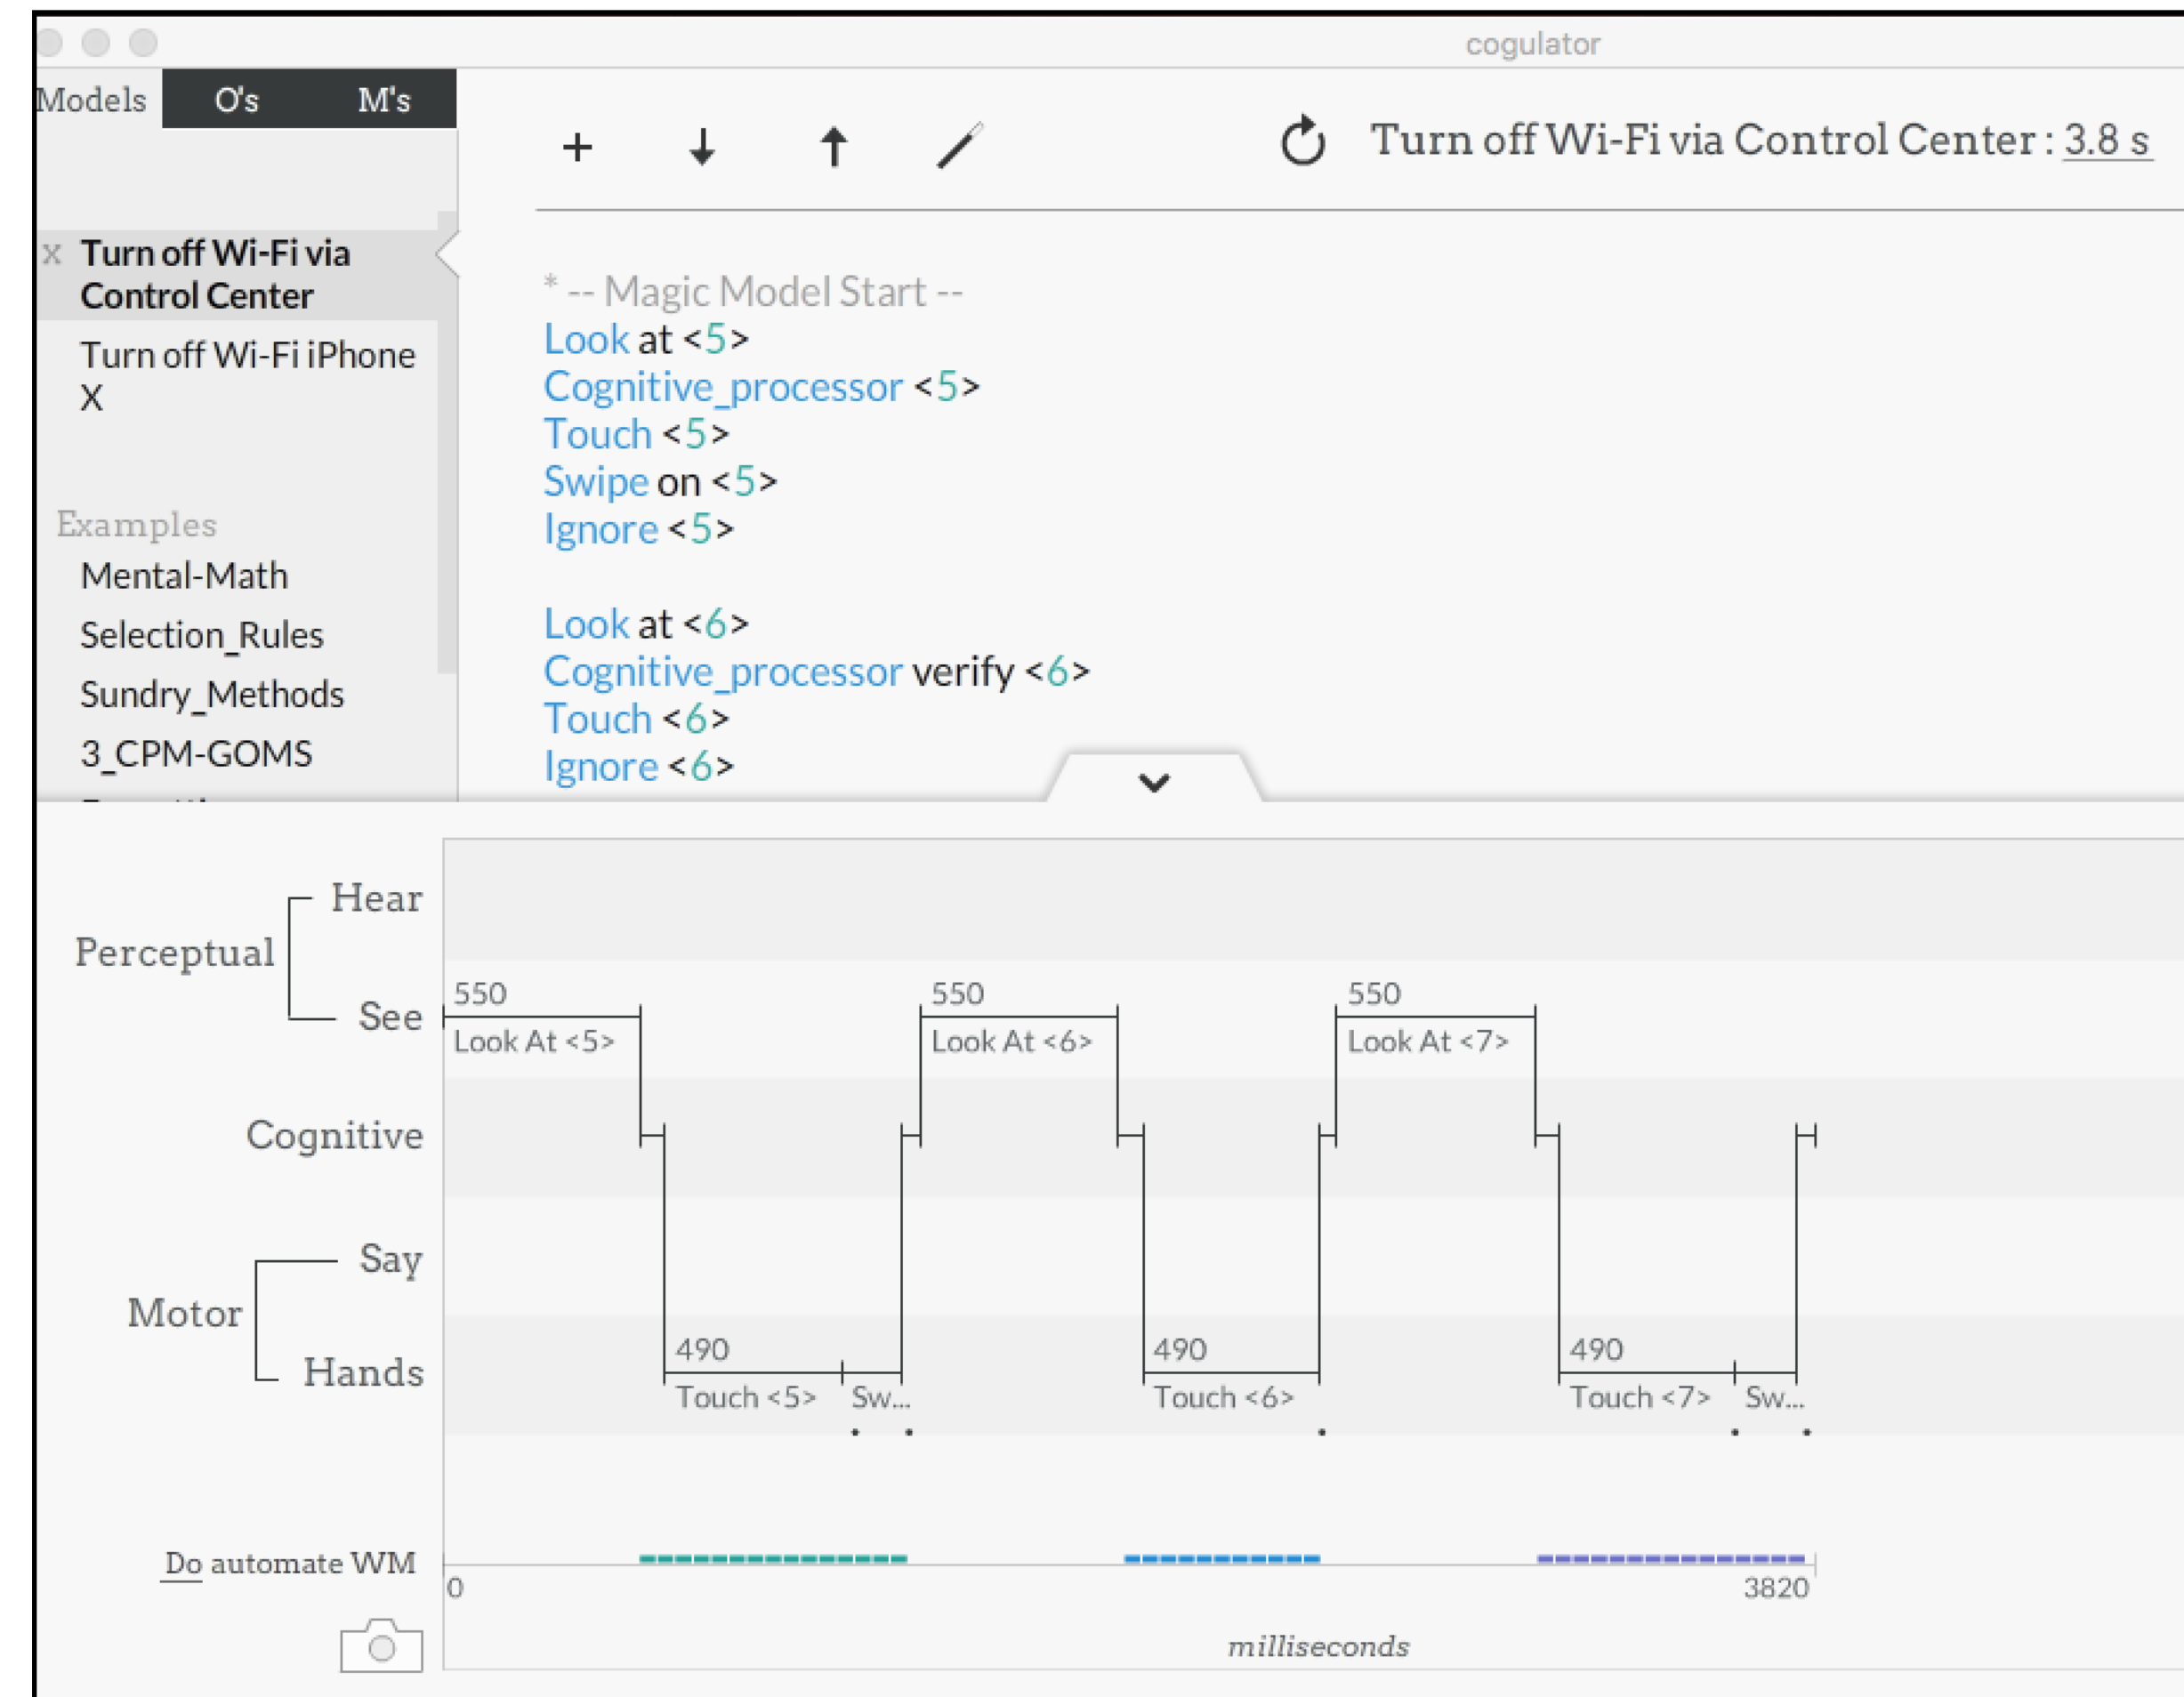 cogulator
Models O's M's
Turn off Wi-Fi via Control Center : 3.8 s
x Turn off Wi-Fi via
Control Center
Turn off Wi-Fi iPhone
X
Examples
Mental-Math
Selection_Rules
Sundry_Methods
3_CPM-GOMS
* -- Magic Model Start --
Look at <5>
Cognitive_processor <5>
Touch <5>
Swipe on <5>
Ignore <5>
Look at <6>
Cognitive_processor verify <6>
Touch <6>
Ignore <6>
Hear
Perceptual
See
550 550 550
Look At <5> Look At <6> Look At <7>
Cognitive
Say
Motor
Hands
490 490 490
Touch <5> Sw... Touch <6> Touch <7> Sw...
Do automate WM
0 3820
milliseconds